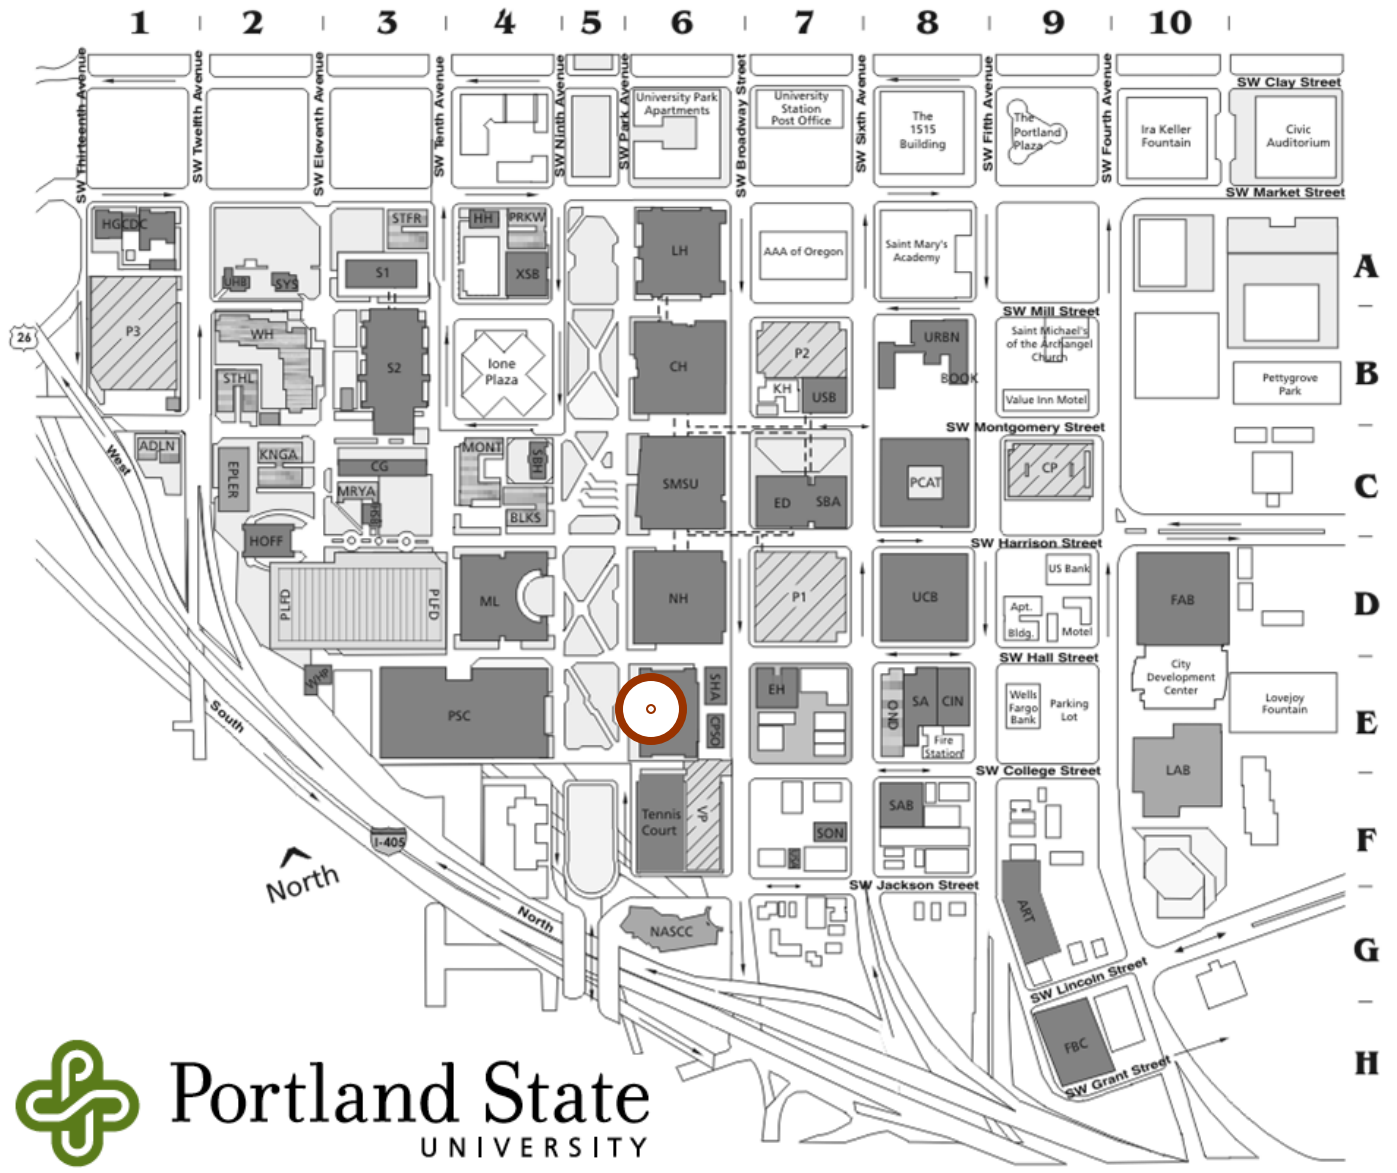 1 2 3 4 5 6 7 8 9 10
SW Thirteenth Avenue
SW Twelfth Avenue
SW Eleventh Avenue
SW Tenth Avenue
SW Ninth Avenue
SW Park Avenue
SW Broadway Street
SW Sixth Avenue
SW Fifth Avenue
SW Fourth Avenue
SW Clay Street
University Park
Apartments
University
Station
Post Office
The
1515
Building
The
Portland
Plaza
Ira Keller
Fountain
Civic
Auditorium
SW Market Street
HGCDC
STFR
HH
PRKW
LH
AAA of Oregon
Saint Mary's
Academy
A
UHB
SYS
S1
XSB
SW Mill Street
26
P3
WH
S2
Ione
Plaza
CH
P2
URBN
Saint Michael's
of the Archangel
Church
B
STHL
KH
USB
BOOK
Value Inn Motel
Pettygrove
Park
SW Montgomery Street
ADLN
West
EPLER
KNGA
CG
MONT
SBH
SMSU
ED
SBA
PCAT
CP
C
MRYA
BLKS
HOFF
SW Harrison Street
PLFD
PLFD
ML
NH
P1
UCB
US Bank
Apt.
Bldg.
Motel
FAB
D
SW Hall Street
WHP
South
PSC
SHA
CPSO
EH
OND
SA
CIN
Fire
Station
Wells
Fargo
Bank
Parking
Lot
City
Development
Center
Lovejoy
Fountain
E
SW College Street
LAB
Tennis
Court
VP
SAB
SON
F
I-405
North
SW Jackson Street
North
NASCC
ART
G
SW Lincoln Street
FBC
SW Grant Street
H
Portland State
UNIVERSITY